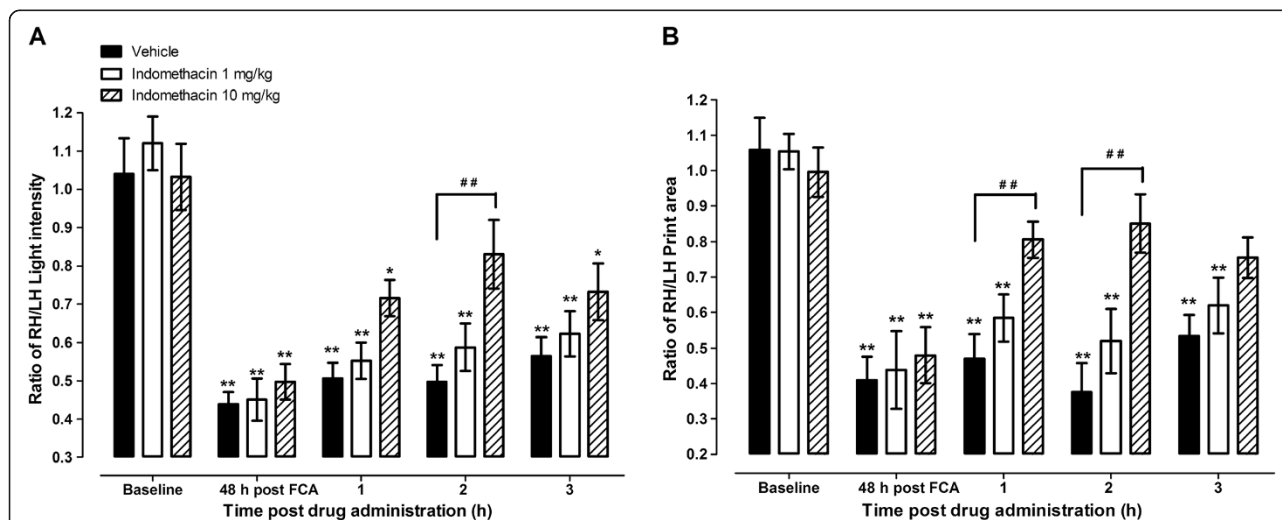 A
Vehicle
Indomethacin 1 mg/kg
Indomethacin 10 mg/kg
Ratio of RH/LH Light intensity
1.2
1.1
1.0
0.9
0.8
0.7
0.6
0.5
0.4
0.3
** ** **
** ** *
** **
##
** ** *
Baseline 48 h post FCA 1 2 3
Time post drug administration (h)
B
Ratio of RH/LH Print area
1.2
1.1
1.0
0.9
0.8
0.7
0.6
0.5
0.4
0.3
0.2
** ** **
** **
##
** **
##
** **
Baseline 48 h post FCA 1 2 3
Time post drug administration (h)